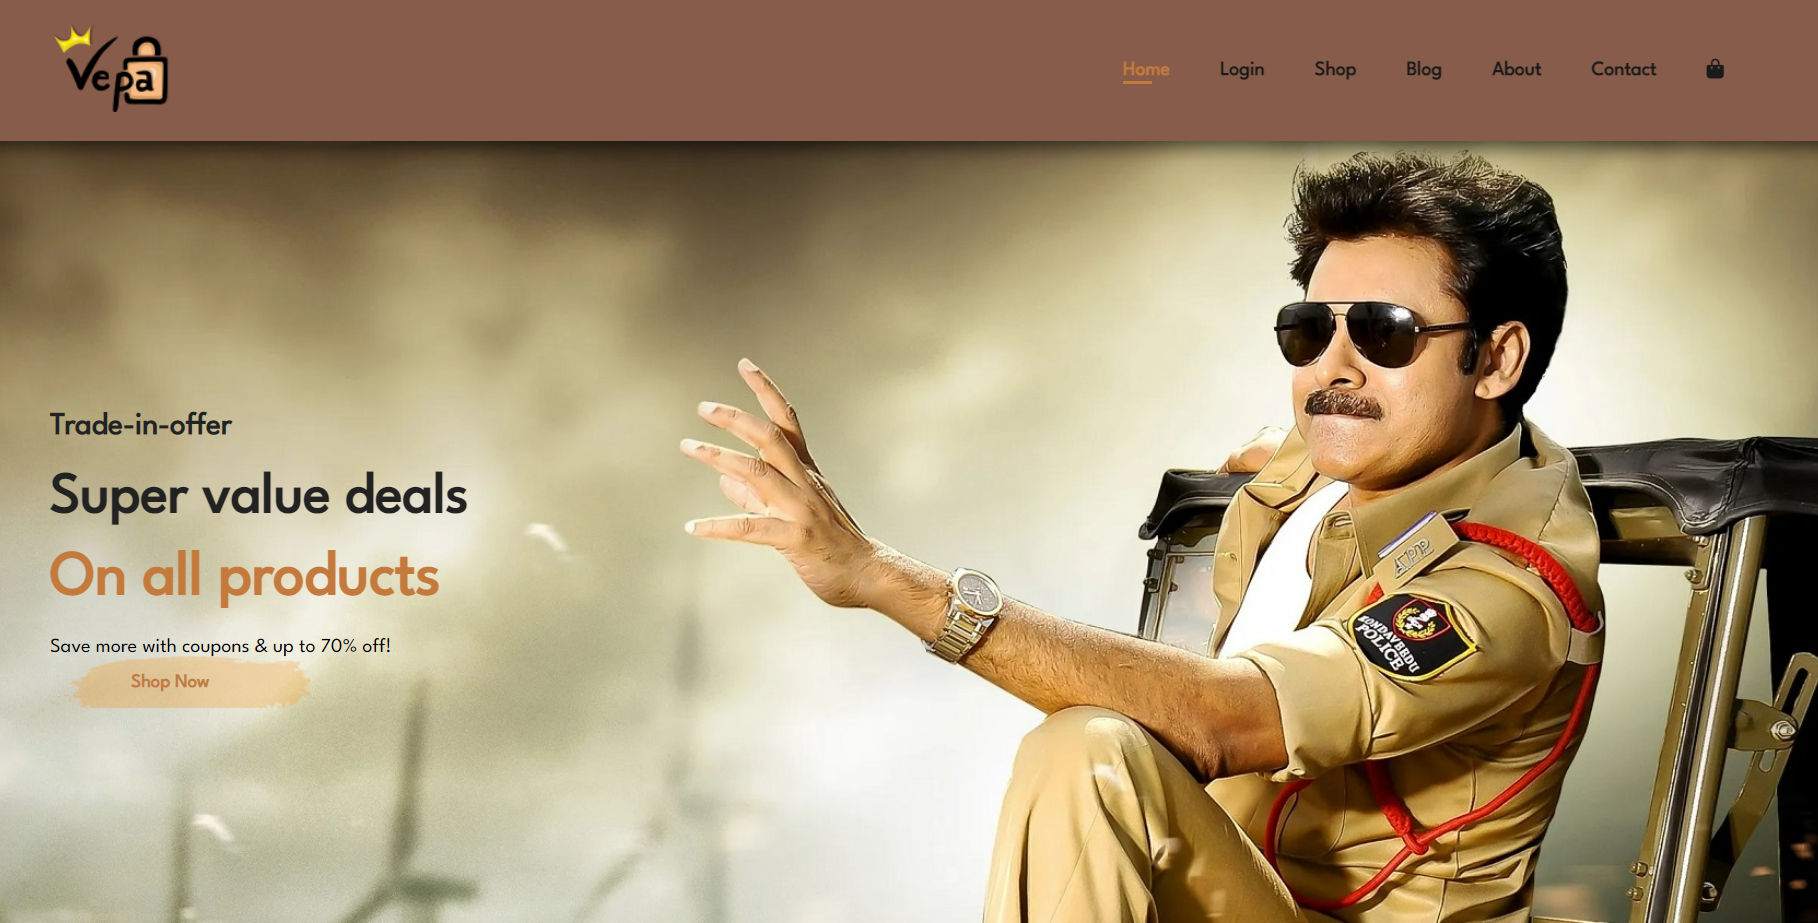 Vepa
Home Login Shop Blog About Contact
Trade-in-offer
Super value deals
On all products
Save more with coupons & up to 70% off!
Shop Now
APP
KONDAVEEDU
POLICE